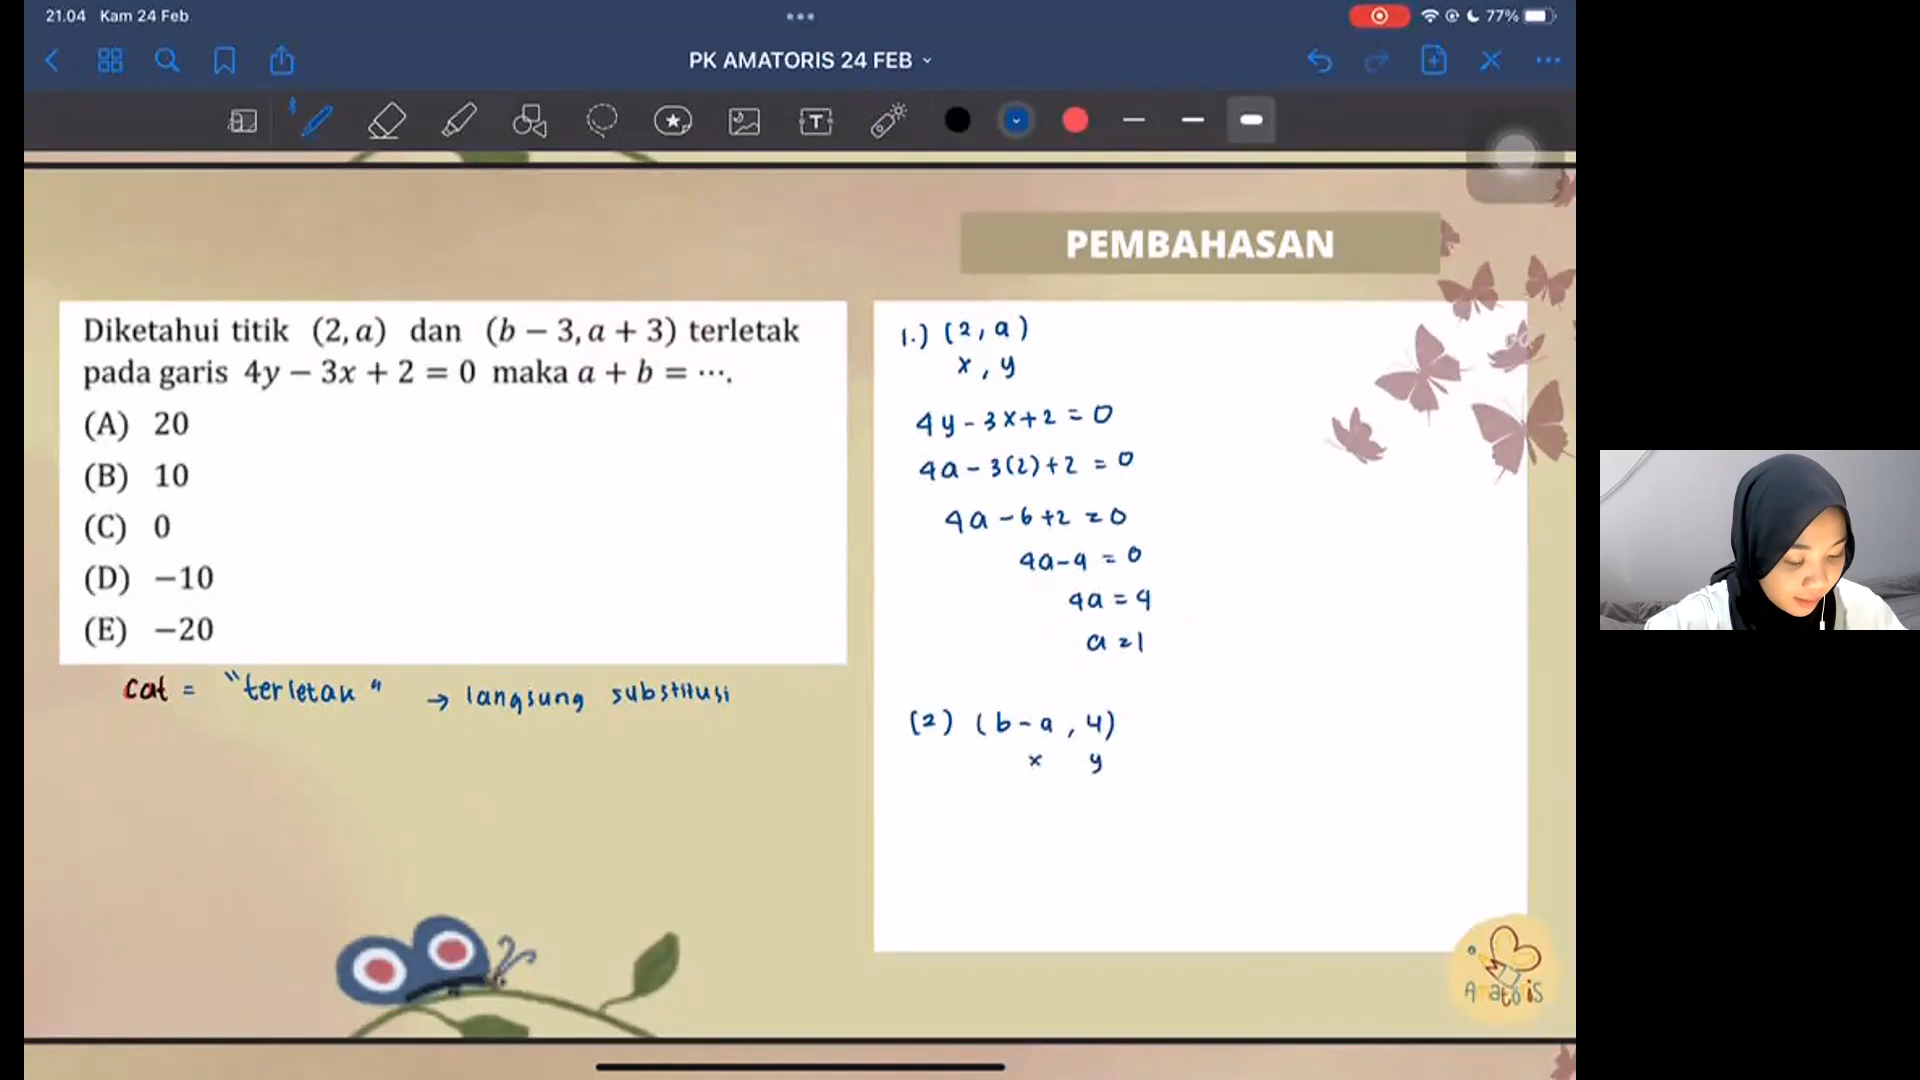 21.04 Kam 24 Feb
77%
PK AMATORIS 24 FEB
T
PEMBAHASAN
Diketahui titik (2, a) dan (b − 3, a + 3) terletak
pada garis 4y − 3x + 2 = 0 maka a + b = ⋯.
(A) 20
(B) 10
(C) 0
(D) −10
(E) −20
cat = "terletak" → langsung substitusi
1.) (2, a)
x, y
4y - 3x + 2 = 0
4a - 3(2) + 2 = 0
4a - 6 + 2 = 0
4a - 4 = 0
4a = 4
a = 1
(2) (b - a, 4)
x y
Amatoris